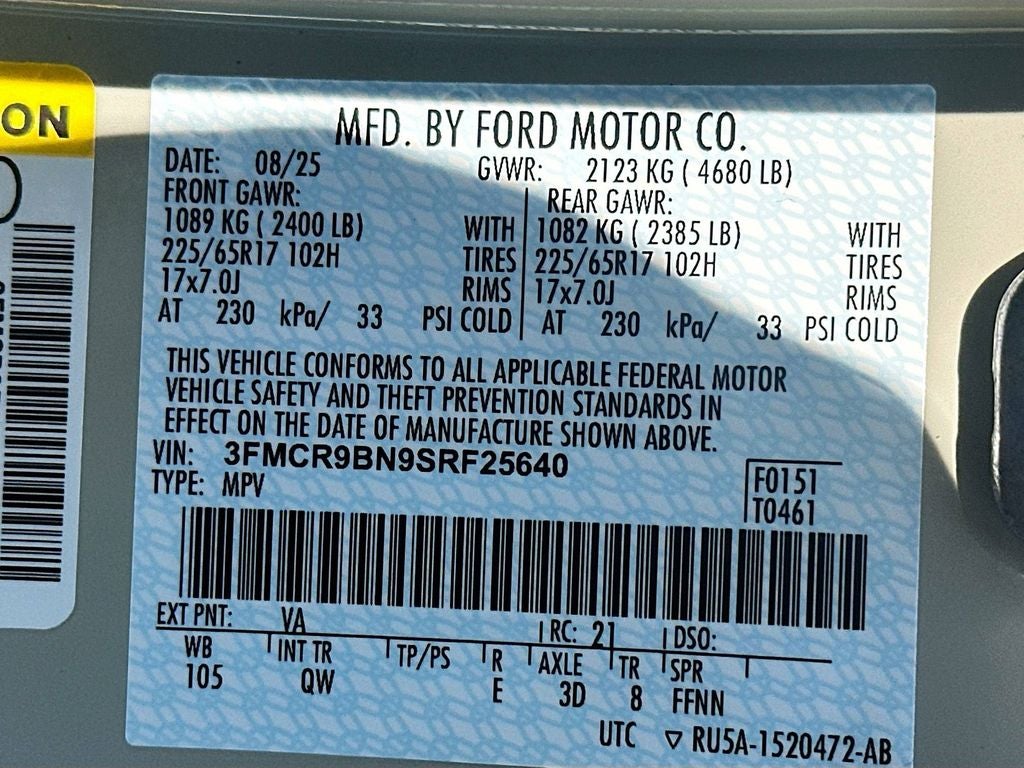 ON
MFD. BY FORD MOTOR CO.
DATE: 08/25 GVWR: 2123 KG ( 4680 LB)
FRONT GAWR: REAR GAWR:
1089 KG ( 2400 LB) WITH 1082 KG ( 2385 LB) WITH
225/65R17 102H TIRES 225/65R17 102H TIRES
17x7.0J RIMS 17x7.0J RIMS
AT 230 kPa/ 33 PSI COLD AT 230 kPa/ 33 PSI COLD
THIS VEHICLE CONFORMS TO ALL APPLICABLE FEDERAL MOTOR
VEHICLE SAFETY AND THEFT PREVENTION STANDARDS IN
EFFECT ON THE DATE OF MANUFACTURE SHOWN ABOVE.
VIN: 3FMCR9BN9SRF25640
TYPE: MPV
F0151
T0461
EXT PNT: VA RC: 21 DSO:
WB INT TR TP/PS R AXLE TR SPR
105 QW E 3D 8 FFNN
UTC ▽ RU5A-1520472-AB